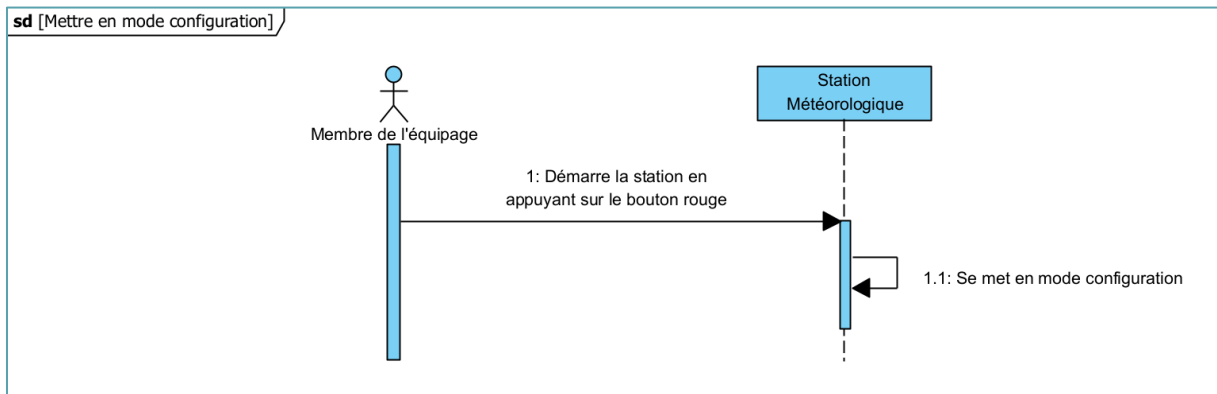 sd [Mettre en mode configuration]
Station
Météorologique
Membre de l'équipage
1: Démarre la station en
appuyant sur le bouton rouge
1.1: Se met en mode configuration